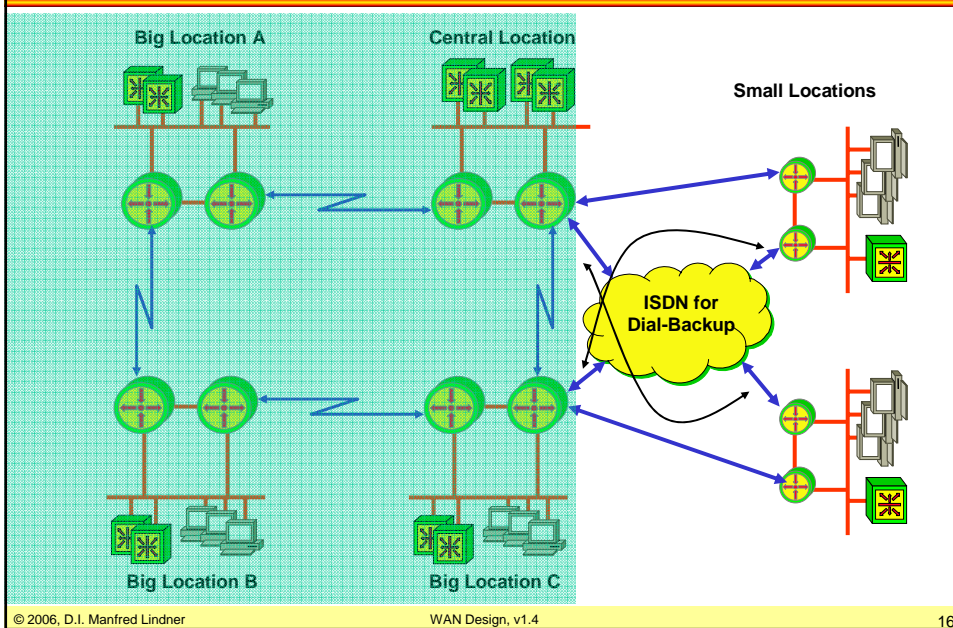 Big Location A
Central Location
Small Locations
ISDN for
Dial-Backup
Big Location B
Big Location C
© 2006, D.I. Manfred Lindner
WAN Design, v1.4
16